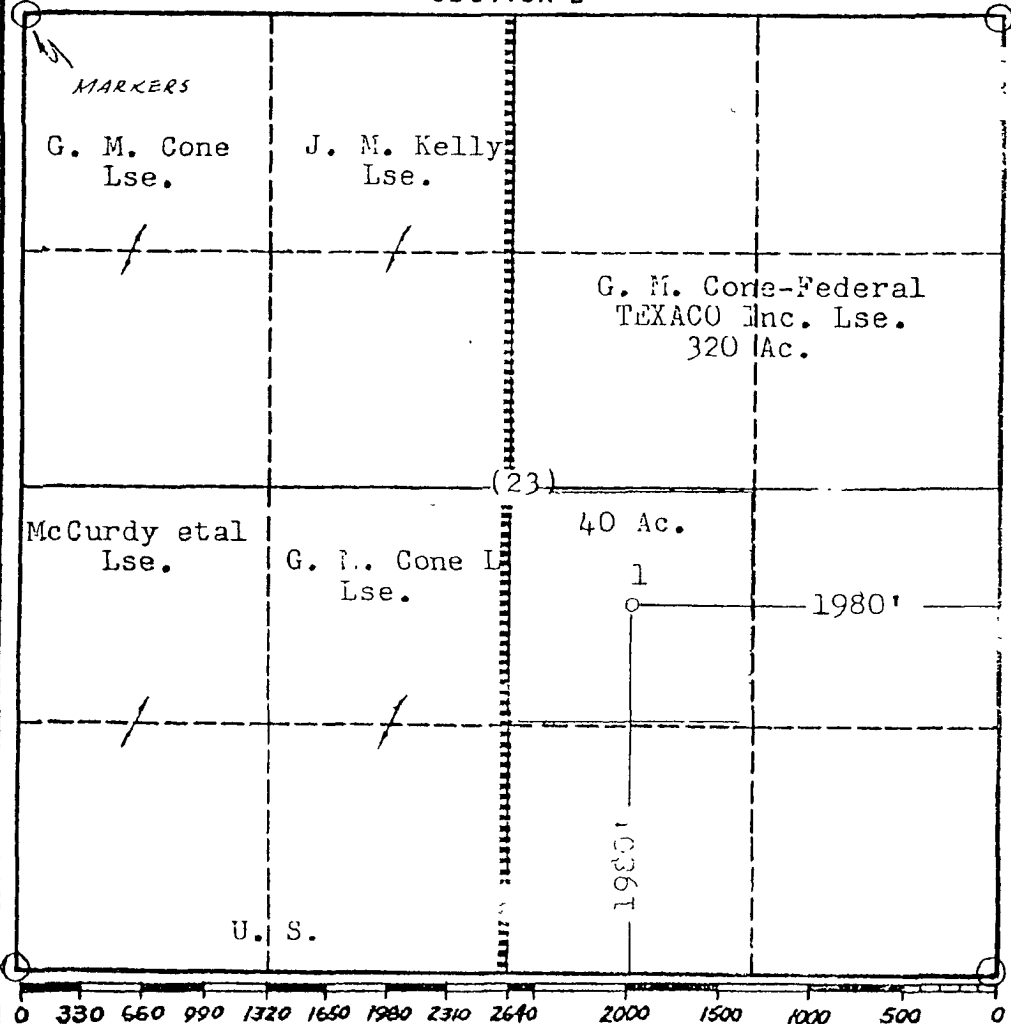 MARKERS
G. M. Cone
Lse.
J. M. Kelly
Lse.
G. M. Cone-Federal
TEXACO Inc. Lse.
320 Ac.
(23)
McCurdy etal
Lse.
G. M. Cone L
Lse.
40 Ac.
1
1980'
1980'
U. S.
0 330 660 990 1320 1650 1980 2310 2640 2000 1500 1000 500 0